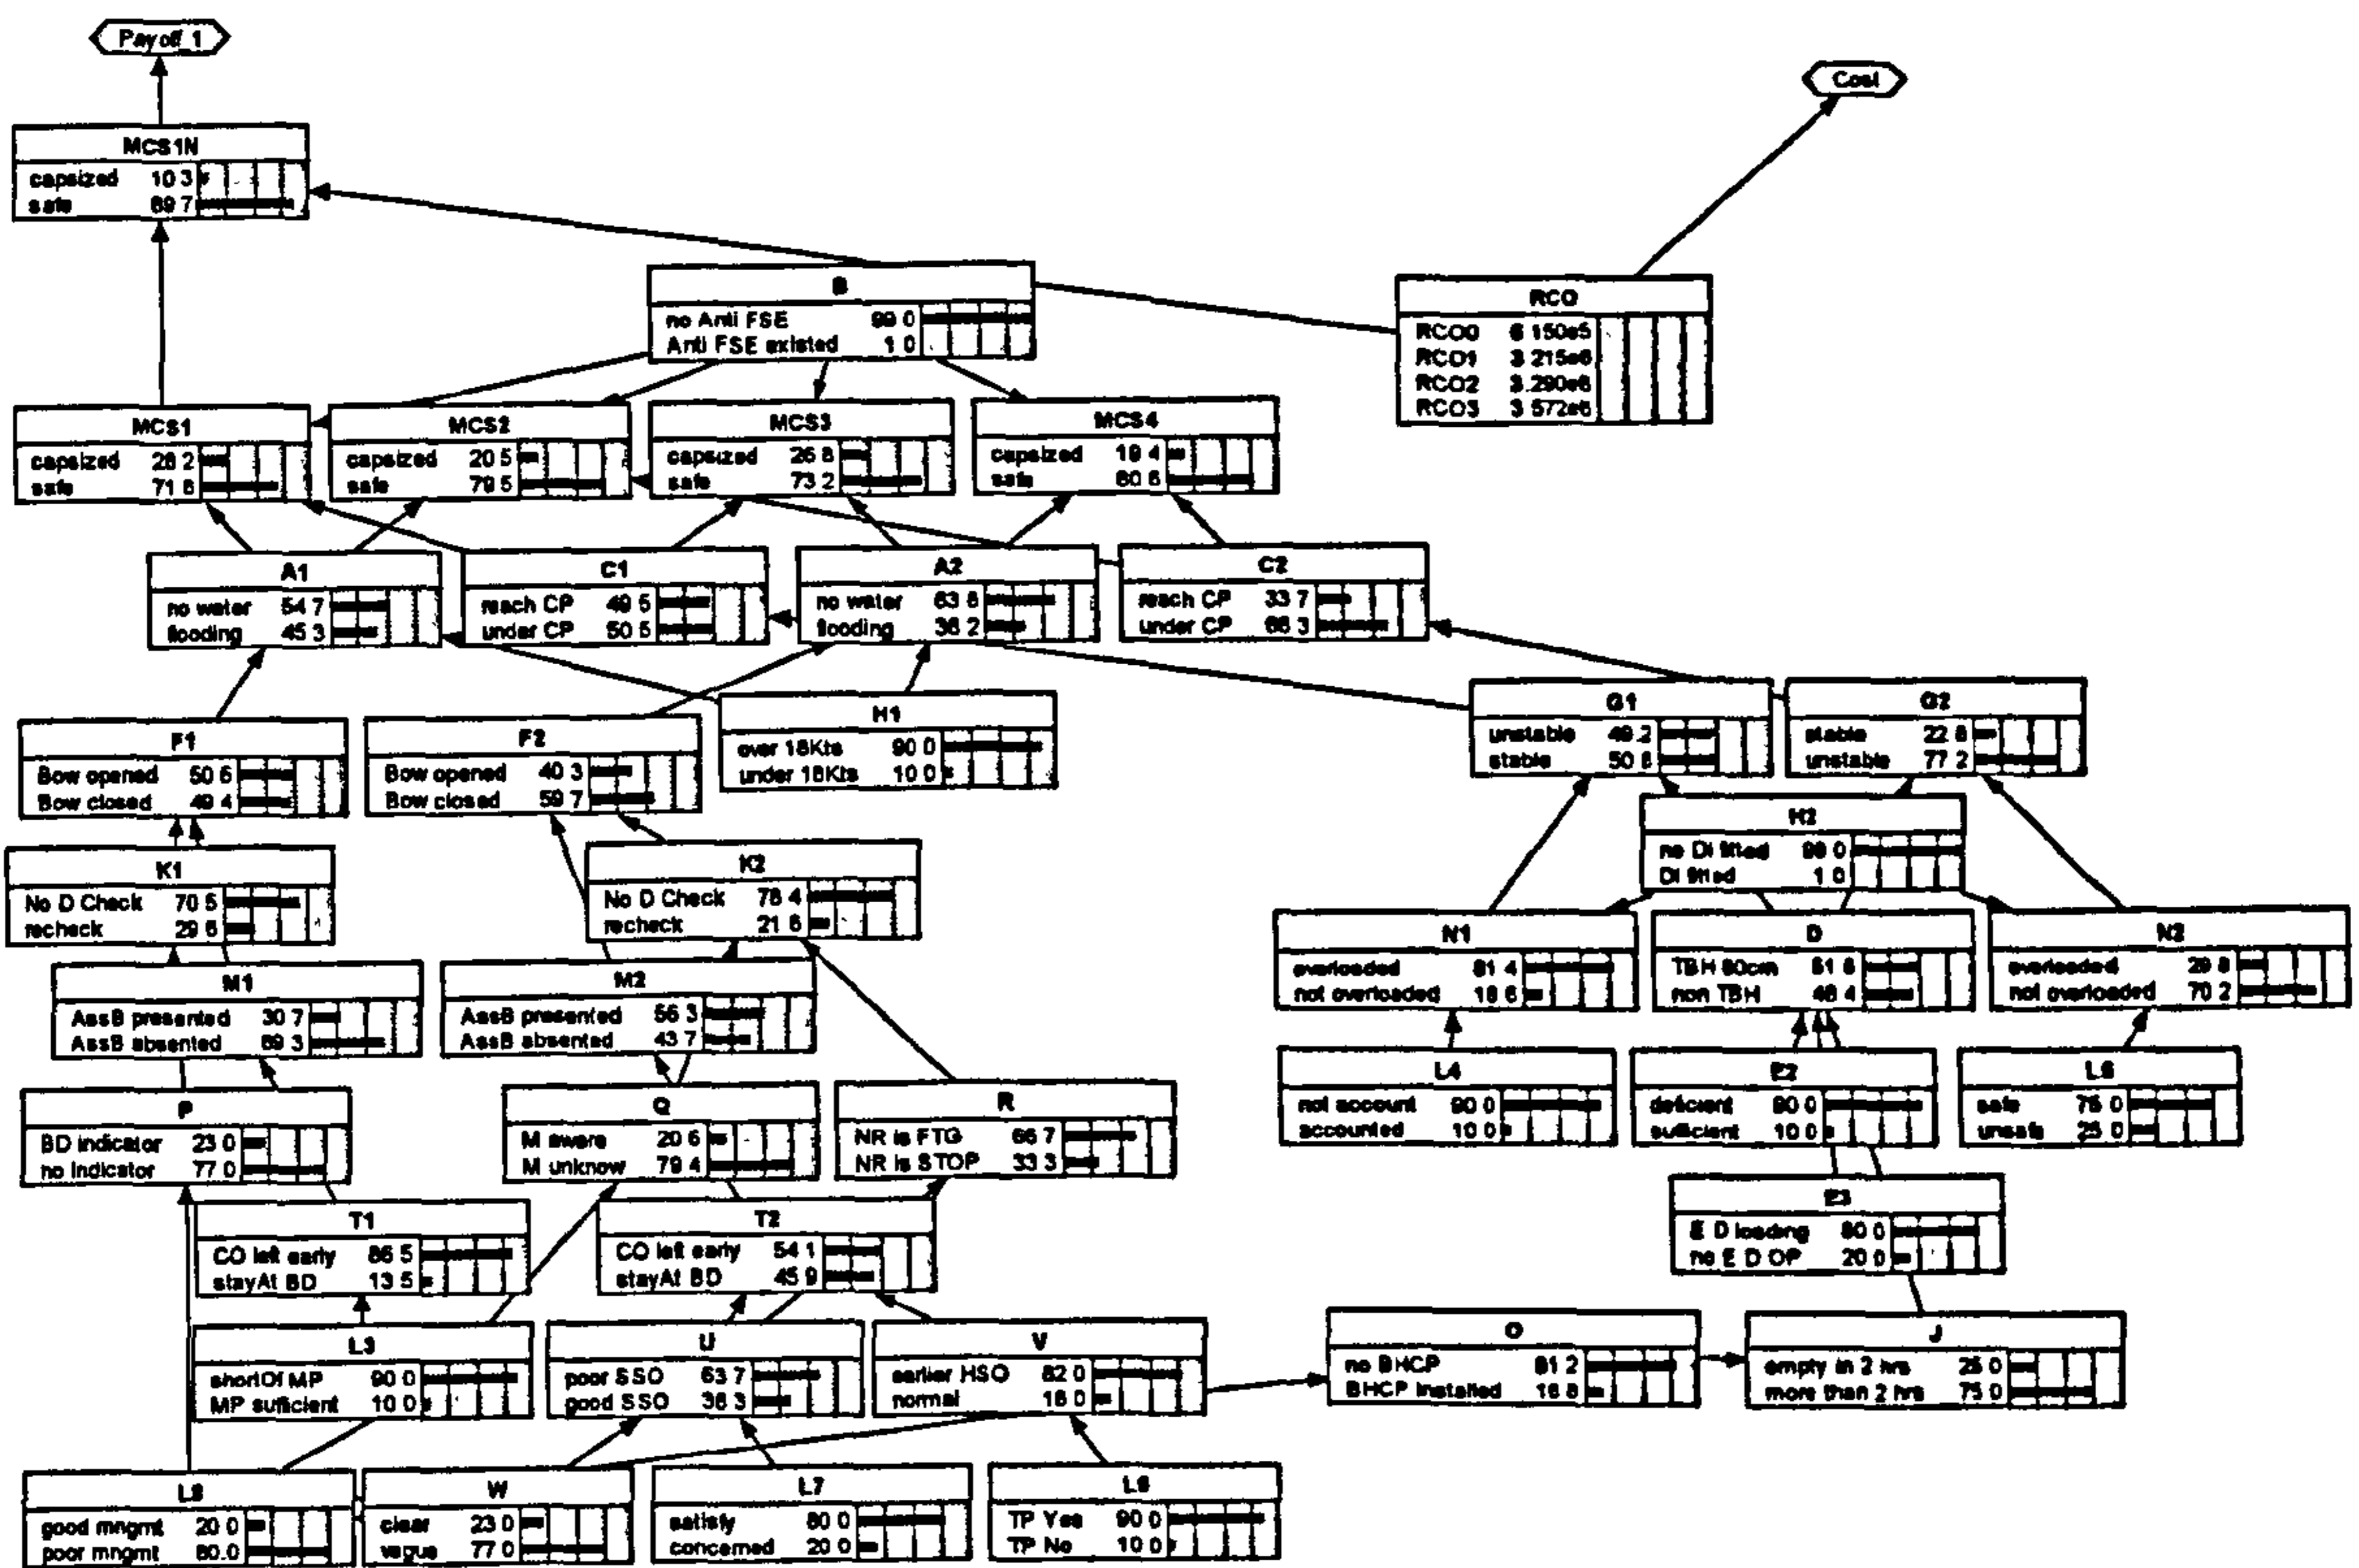 Payoff 1
Cost
MCS1N
capsized 10 3
safe 89 7
B
no Anti FSE 99 0
Anti FSE existed 1 0
RCO
RCO0 6 150e5
RCO1 3 215e6
RCO2 3.290e6
RCO3 3 572e6
MCS1
capsized 28 2
safe 71 8
MCS2
capsized 20 5
safe 79 5
MCS3
capsized 26 8
safe 73 2
MCS4
capsized 19 4
safe 80 6
A1
no water 54 7
flooding 45 3
C1
reach CP 49 5
under CP 50 5
A2
no water 63 8
flooding 36 2
C2
reach CP 33 7
under CP 66 3
G1
unstable 49 2
stable 50 8
G2
stable 22 8
unstable 77 2
H1
over 18Kts 90 0
under 18Kts 10 0
F1
Bow opened 50 6
Bow closed 49 4
F2
Bow opened 40 3
Bow closed 59 7
H2
no DI fitted 99 0
DI fitted 1 0
K1
No D Check 70 5
recheck 29 5
K2
No D Check 78 4
recheck 21 6
N1
overloaded 81 4
not overloaded 18 6
D
TBH 80cm 51 6
non TBH 48 4
N2
overloaded 29 8
not overloaded 70 2
M1
AssB presented 30 7
AssB absented 69 3
M2
AssB presented 56 3
AssB absented 43 7
L4
not account 90 0
accounted 10 0
E2
deficient 90 0
sufficient 10 0
safe 75 0
unsafe 25 0
P
BD indicator 23 0
no indicator 77 0
Q
M aware 20 6
M unknow 79 4
R
NR is FTG 66 7
NR is STOP 33 3
E3
E D loading 80 0
no E D OP 20 0
T1
CO left early 86 5
stayAt BD 13 5
T2
CO left early 54 1
stayAt BD 45 9
L3
shortOf MP 90 0
MP sufficient 10 0
U
poor SSO 63 7
good SSO 36 3
V
earlier HSO 82 0
normal 18 0
O
no BHCP 81 2
BHCP installed 18 8
J
empty in 2 hrs 25 0
more than 2 hrs 75 0
good mngmt 20 0
poor mngmt 80.0
W
clear 23 0
vague 77 0
L7
satisfy 80 0
concerned 20 0
TP Yes 90 0
TP No 10 0